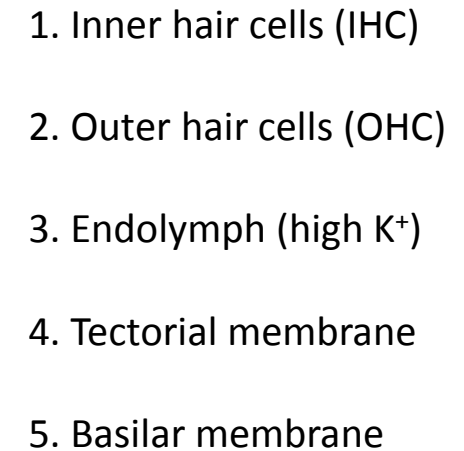 1. Inner hair cells (IHC)
2. Outer hair cells (OHC)
3. Endolymph (high K⁺)
4. Tectorial membrane
5. Basilar membrane